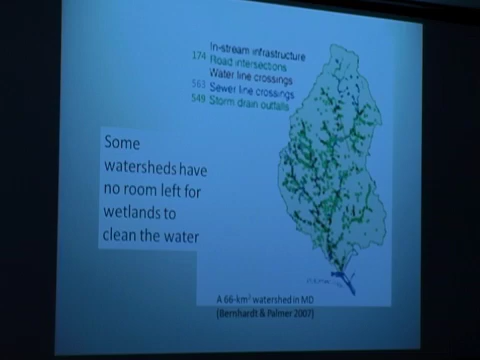 In-stream infrastructure
174 Road intersections
Water line crossings
563 Sewer line crossings
549 Storm drain outfalls
Some
watersheds have
no room left for
wetlands to
clean the water
A 66-km² watershed in MD
(Bernhardt & Palmer 2007)